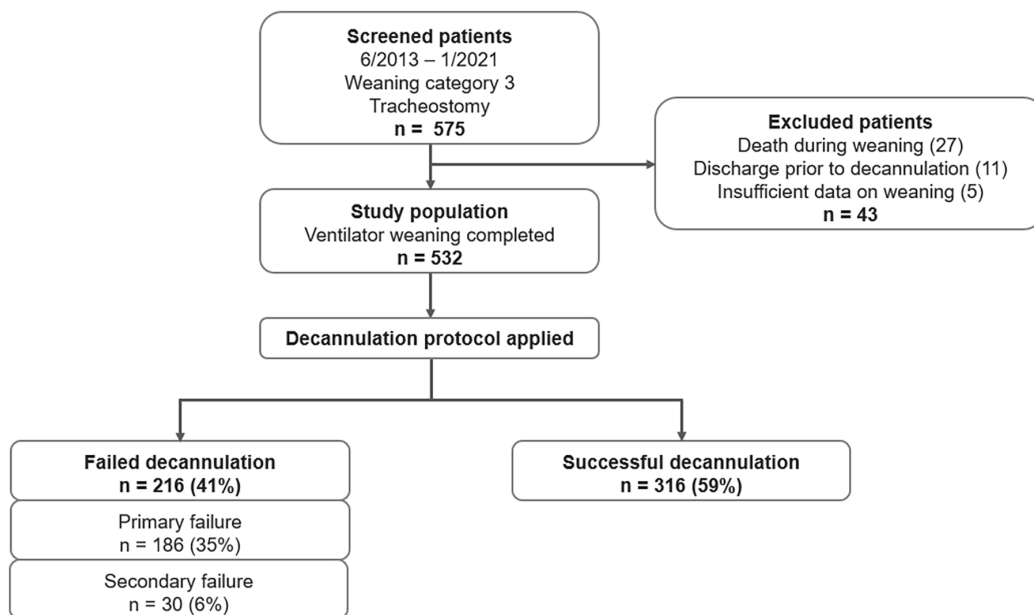 Screened patients
6/2013 – 1/2021
Weaning category 3
Tracheostomy
n = 575
Excluded patients
Death during weaning (27)
Discharge prior to decannulation (11)
Insufficient data on weaning (5)
n = 43
Study population
Ventilator weaning completed
n = 532
Decannulation protocol applied
Failed decannulation
n = 216 (41%)
Successful decannulation
n = 316 (59%)
Primary failure
n = 186 (35%)
Secondary failure
n = 30 (6%)